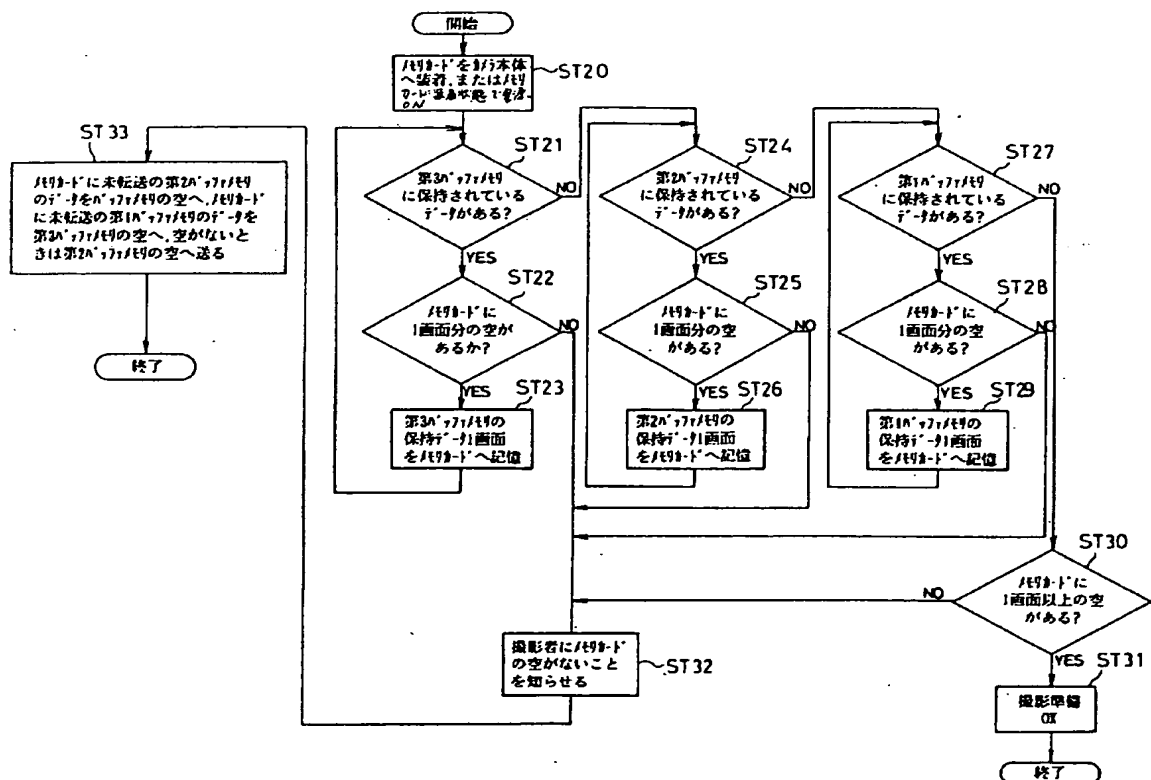 開始
メモリカードをカメラ本体
へ装着、またはメモリ
カード装着状態で電源
ON
ST20
ST33
メモリカードに未転送の第2バッファメモリ
のデータをバッファメモリの空へ、メモリカード
に未転送の第1バッファメモリのデータを
第3バッファメモリの空へ、空がないと
きは第2バッファメモリの空へ送る
終了
ST21
第3バッファメモリ
に保持されている
データがある?
NO
YES
ST22
メモリカードに
1画面分の空が
あるか?
NO
YES
ST23
第3バッファメモリの
保持データ1画面
をメモリカードへ記憶
ST24
第2バッファメモリ
に保持されている
データがある?
NO
YES
ST25
メモリカードに
1画面分の空
がある?
NO
YES
ST26
第2バッファメモリの
保持データ1画面
をメモリカードへ記憶
ST27
第1バッファメモリ
に保持されている
データがある?
NO
YES
ST28
メモリカードに
1画面分の空
がある?
NO
YES
ST29
第1バッファメモリの
保持データ1画面
をメモリカードへ記憶
ST30
メモリカードに
1画面以上の空
がある?
NO
YES
ST31
撮影準備
OK
終了
撮影者にメモリカード
の空がないこと
を知らせる
ST32